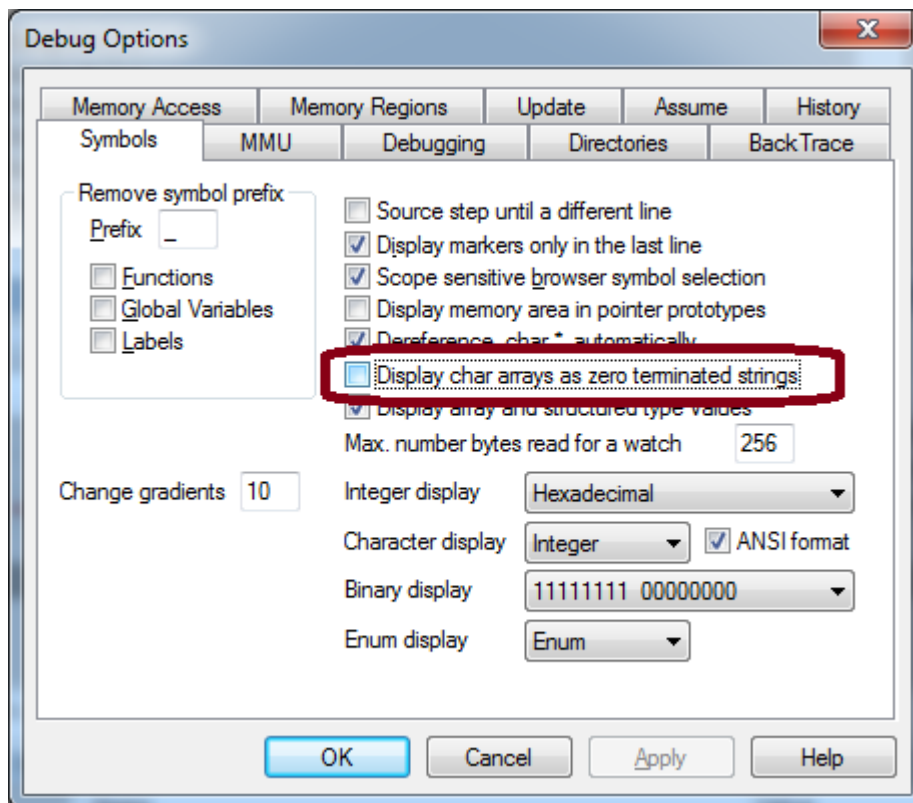 Debug Options
Memory Access Memory Regions Update Assume History
Symbols MMU Debugging Directories BackTrace
Remove symbol prefix
Prefix _
Functions
Global Variables
Labels
Change gradients 10
Source step until a different line
Display markers only in the last line
Scope sensitive browser symbol selection
Display memory area in pointer prototypes
Dereference char * automatically
Display char arrays as zero terminated strings
Display array and structured type values
Max. number bytes read for a watch 256
Integer display Hexadecimal
Character display Integer ANSI format
Binary display 11111111 00000000
Enum display Enum
OK Cancel Apply Help